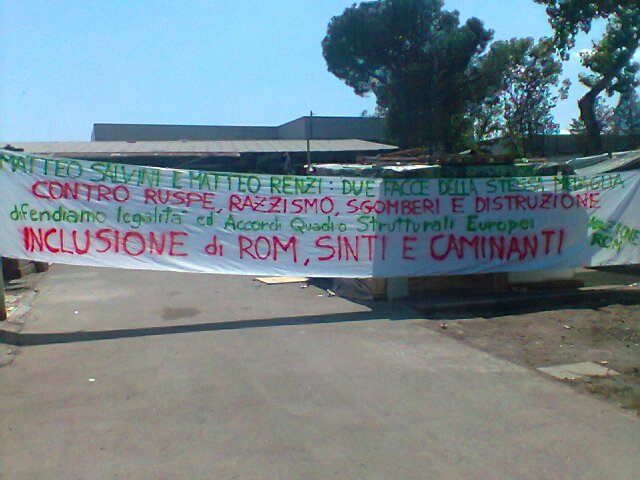 MATTEO SALVINI E MATTEO RENZI: DUE FACCE DELLA STESSA MEDAGLIA
CONTRO RUSPE, RAZZISMO, SGOMBERI E DISTRUZIONE
difendiamo legalità ed Accordi Quadro Strutturali Europei
INCLUSIONE di ROM, SINTI E CAMINANTI